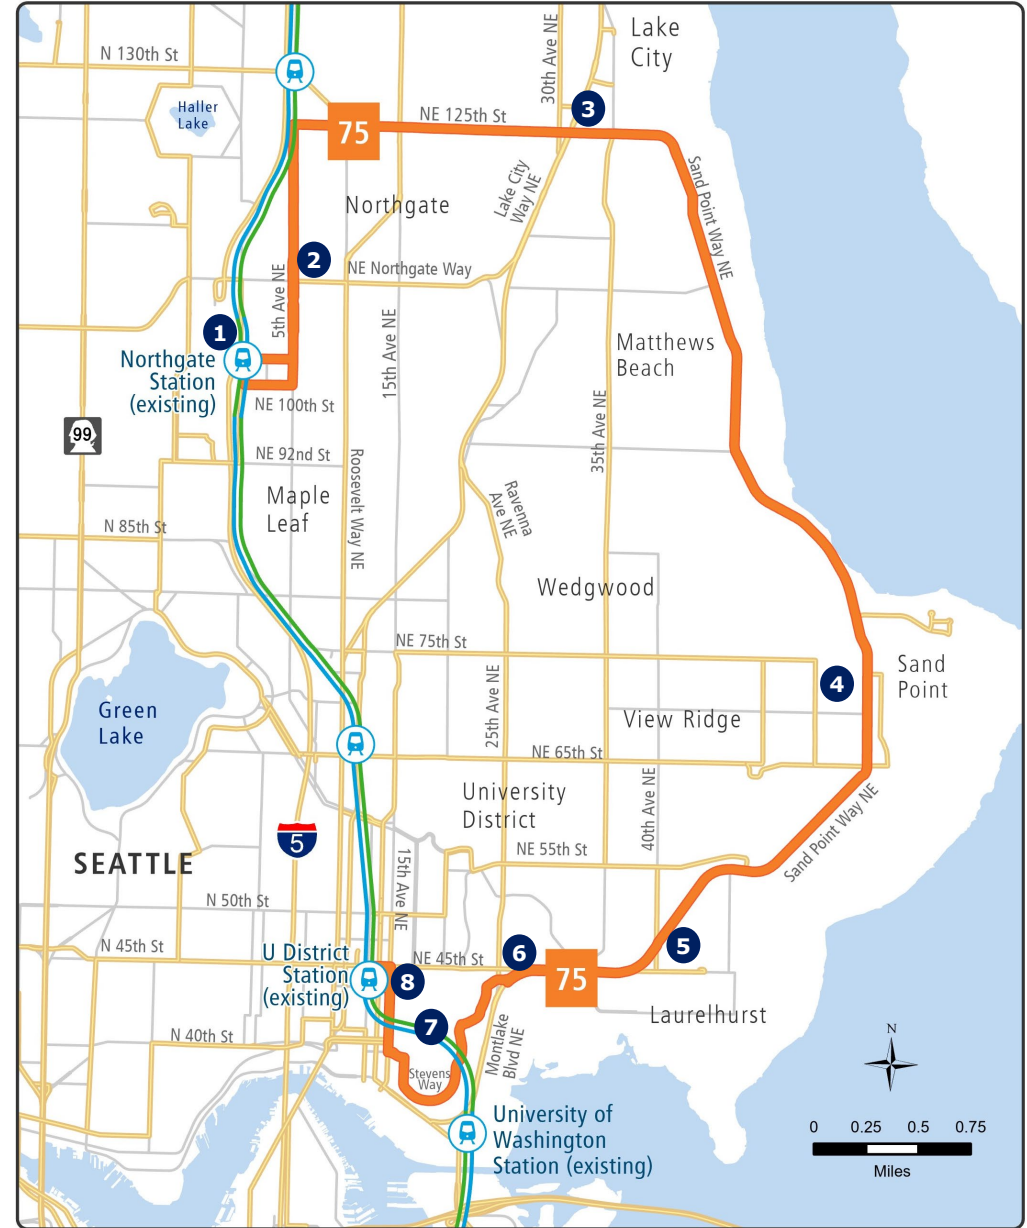 Lake
City
30th Ave NE
N 130th St
Haller
Lake
3
NE 125th St
75
Sand Point Way NE
Lake City
Way NE
Northgate
2
NE Northgate Way
5th Ave NE
1
15th Ave NE
Matthews
Beach
Northgate
Station
(existing)
NE 100th St
35th Ave NE
99
NE 92nd St
Roosevelt Way NE
Maple
Leaf
Ravenna
Ave NE
N 85th St
Wedgwood
NE 75th St
Sand
Point
4
25th Ave NE
Green
Lake
View Ridge
NE 65th St
40th Ave NE
University
District
Sand Point Way NE
5
SEATTLE
NE 55th St
15th Ave NE
N 50th St
N 45th St
U District
Station
(existing)
NE 45th St
6
5
8
75
7
Laurelhurst
N 40th St
Montlake
Blvd NE
Stevens
Way
N
University of
Washington
Station (existing)
0 0.25 0.5 0.75
Miles